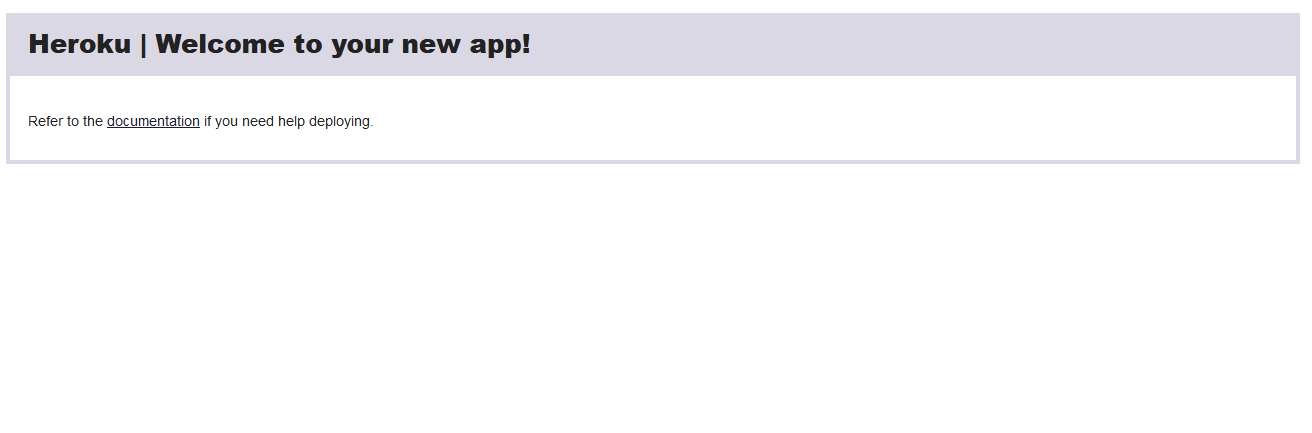 Heroku | Welcome to your new app!
Refer to the documentation if you need help deploying.